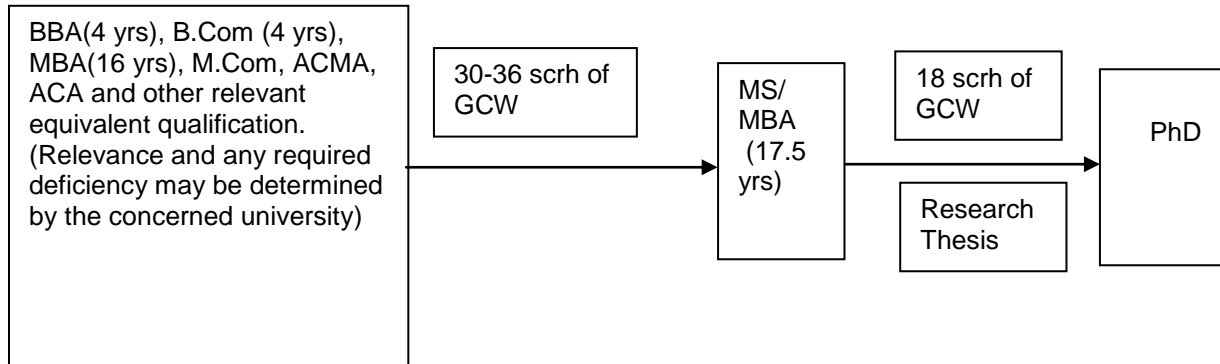 BBA(4 yrs), B.Com (4 yrs),
MBA(16 yrs), M.Com, ACMA,
ACA and other relevant
equivalent qualification.
(Relevance and any required
deficiency may be determined
by the concerned university)
30-36 scrh of
GCW
MS/
MBA
(17.5
yrs)
18 scrh of
GCW
Research
Thesis
PhD